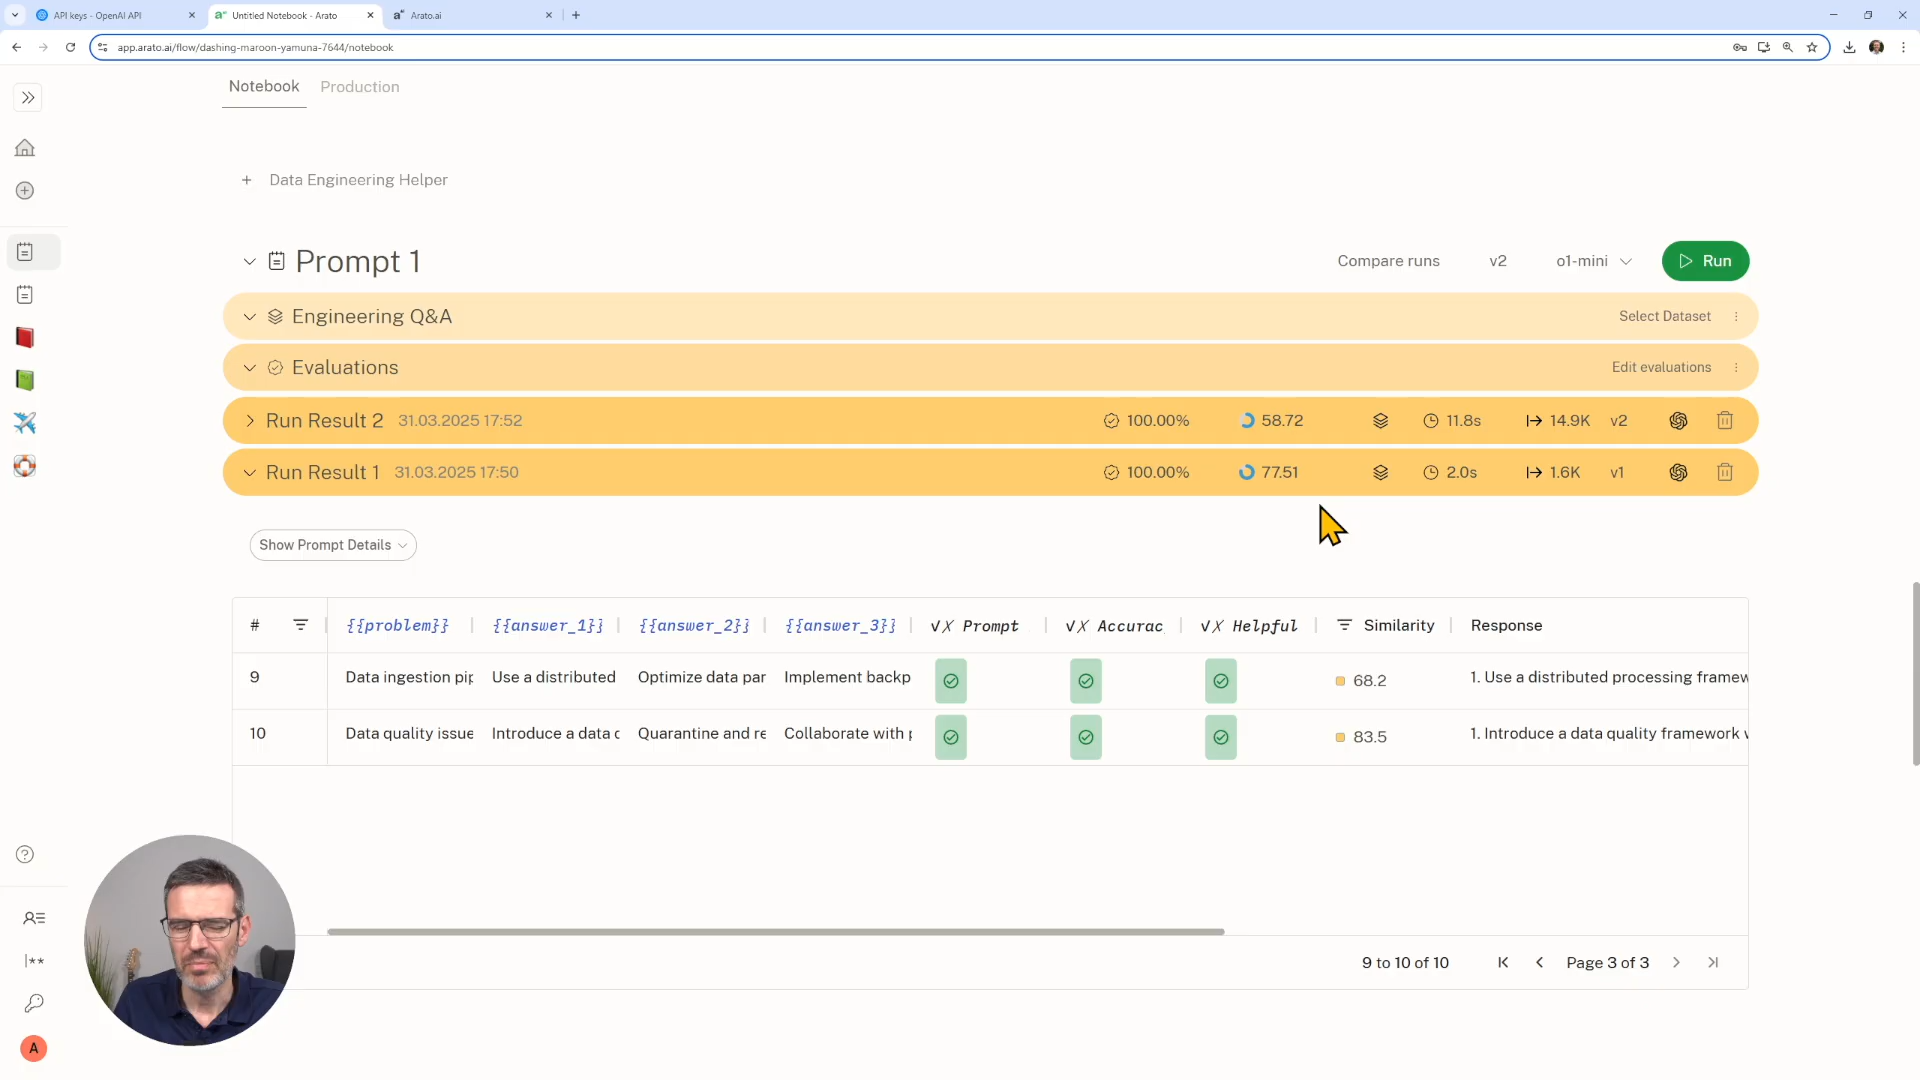 API keys - OpenAI API
Untitled Notebook - Arato
Arato.ai
app.arato.ai/flow/dashing-maroon-yamuna-7644/notebook
Notebook
Production
+ Data Engineering Helper
Prompt 1
Compare runs
v2
o1-mini
Run
Engineering Q&A
Select Dataset
Evaluations
Edit evaluations
Run Result 2 31.03.2025 17:52 100.00% 58.72 11.8s 14.9K v2
Run Result 1 31.03.2025 17:50 100.00% 77.51 2.0s 1.6K v1
Show Prompt Details
# {{problem}} {{answer_1}} {{answer_2}} {{answer_3}} √X Prompt √X Accurac √X Helpful Similarity Response
9 Data ingestion pip Use a distributed Optimize data par Implement backp 68.2 1. Use a distributed processing framew
10 Data quality issue Introduce a data c Quarantine and re Collaborate with p 83.5 1. Introduce a data quality framework v
9 to 10 of 10 Page 3 of 3
|**
A